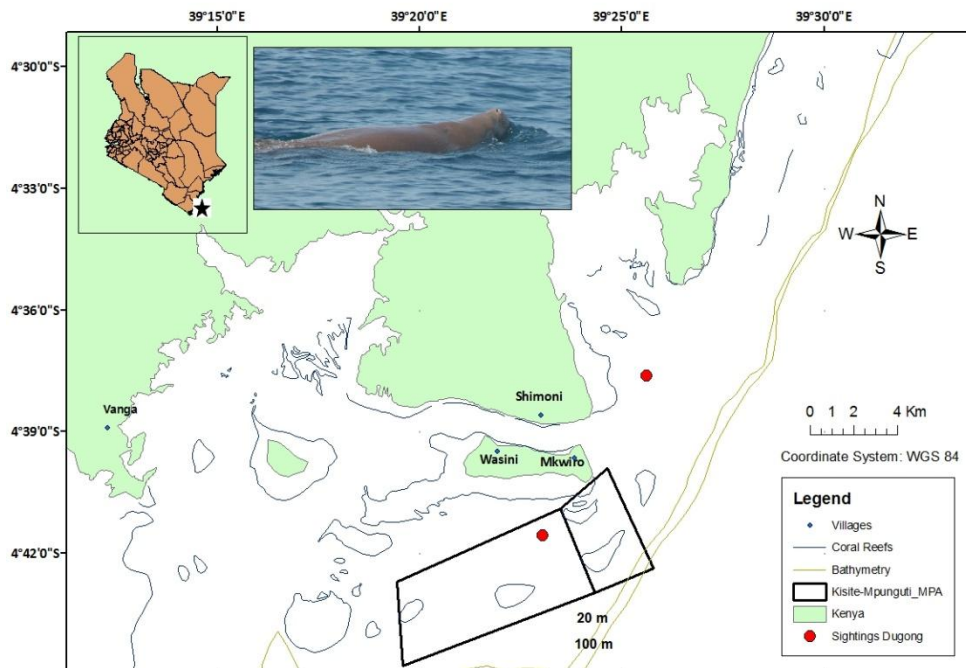 39°15'0"E 39°20'0"E 39°25'0"E 39°30'0"E
4°30'0"S
4°33'0"S
4°36'0"S
4°39'0"S
4°42'0"S
N
W E
S
Shimoni
Vanga
Wasini
Mkwiro
0 1 2 4 Km
Coordinate System: WGS 84
20 m
100 m
Legend
Villages
Coral Reefs
Bathymetry
Kisite-Mpunguti_MPA
Kenya
Sightings Dugong